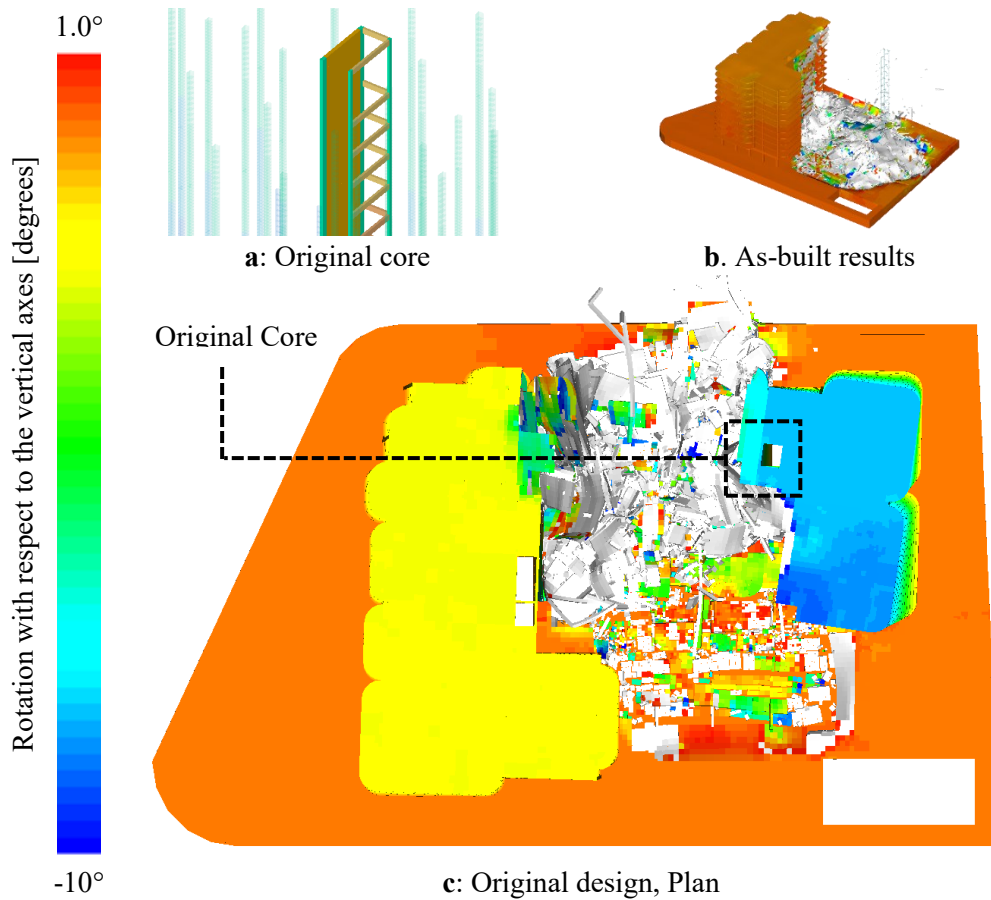 1.0°
Rotation with respect to the vertical axes [degrees]
-10°
a: Original core
b. As-built results
Original Core
c: Original design, Plan